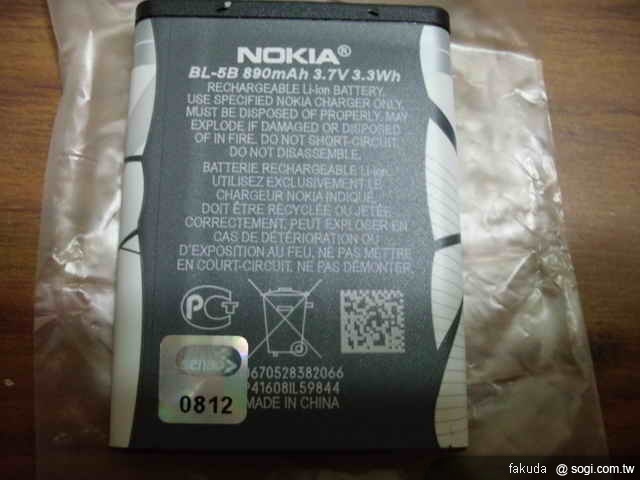 NOKIA®
BL-5B 890mAh 3.7V 3.3Wh
RECHARGEABLE Li-Ion BATTERY.
USE SPECIFIED NOKIA CHARGER ONLY.
MUST BE DISPOSED OF PROPERLY. MAY
EXPLODE IF DAMAGED OR DISPOSED
OF IN FIRE. DO NOT SHORT-CIRCUIT.
DO NOT DISASSEMBLE.
BATTERIE RECHARGEABLE Li-Ion.
UTILISEZ EXCLUSIVEMENT LE
CHARGEUR NOKIA INDIQUÉ.
DOIT ÊTRE RECYCLÉE OU JETÉE
CORRECTEMENT. PEUT EXPLOSER EN
CAS DE DÉTÉRIORATION OU
D'EXPOSITION AU FEU. NE PAS METTRE
EN COURT-CIRCUIT. NE PAS DÉMONTER.
PCT
670528382066
41608IL59844
0812
MADE IN CHINA
fakuda @ sogi.com.tw